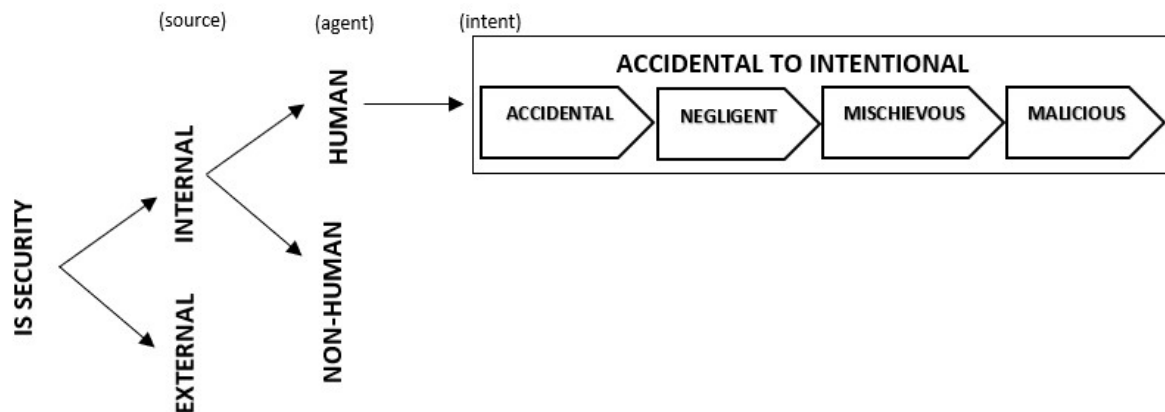 (source)
(agent)
(intent)
ACCIDENTAL TO INTENTIONAL
ACCIDENTAL
NEGLIGENT
MISCHIEVOUS
MALICIOUS
HUMAN
INTERNAL
IS SECURITY
NON-HUMAN
EXTERNAL